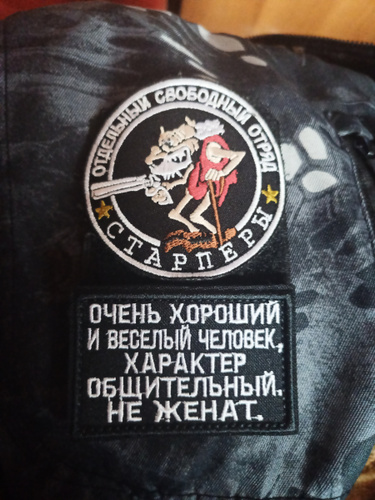 ОТДЕЛЬНЫЙ СВОБОДНЫЙ ОТРЯД
СТАРПЕРЫ
ОЧЕНЬ ХОРОШИЙ
И ВЕСЕЛЫЙ ЧЕЛОВЕК,
ХАРАКТЕР
ОБЩИТЕЛЬНЫЙ.
НЕ ЖЕНАТ.